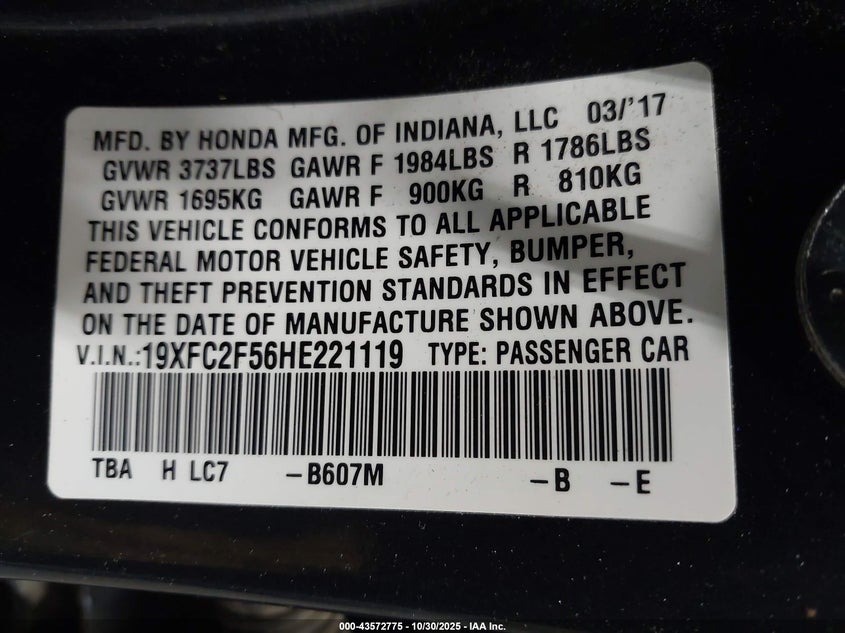 MFD. BY HONDA MFG. OF INDIANA, LLC 03/'17
GVWR 3737LBS GAWR F 1984LBS R 1786LBS
GVWR 1695KG GAWR F 900KG R 810KG
THIS VEHICLE CONFORMS TO ALL APPLICABLE
FEDERAL MOTOR VEHICLE SAFETY, BUMPER,
AND THEFT PREVENTION STANDARDS IN EFFECT
ON THE DATE OF MANUFACTURE SHOWN ABOVE.
V.I.N.:19XFC2F56HE221119 TYPE: PASSENGER CAR
TBA H LC7 -B607M -B -E
000-43572775 - 10/30/2025 - IAA Inc.